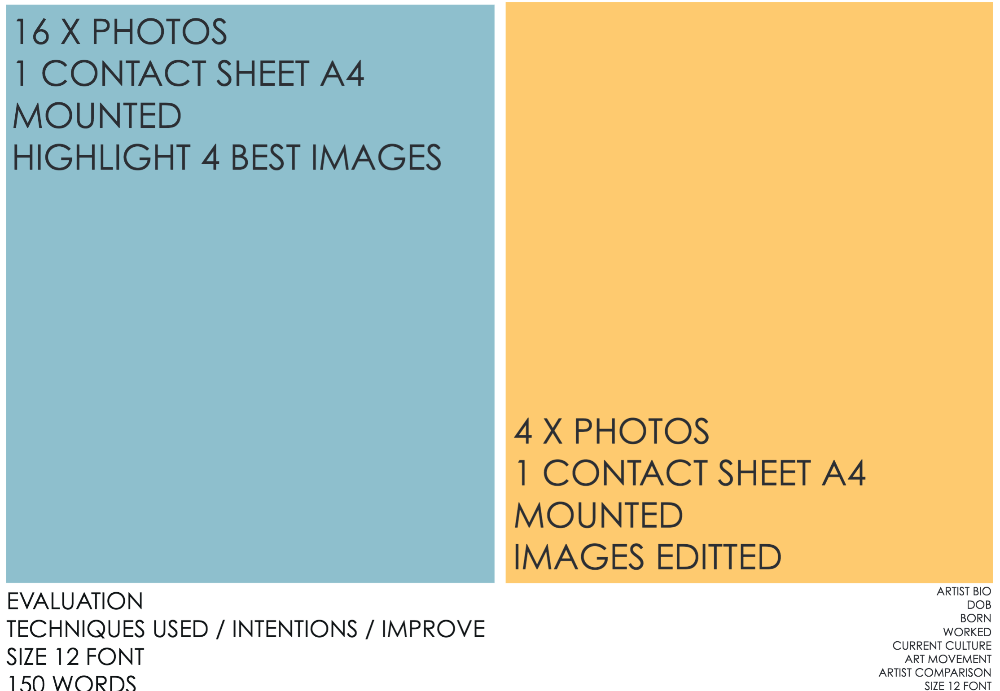 16 X PHOTOS
1 CONTACT SHEET A4
MOUNTED
HIGHLIGHT 4 BEST IMAGES
4 X PHOTOS
1 CONTACT SHEET A4
MOUNTED
IMAGES EDITTED
EVALUATION
TECHNIQUES USED / INTENTIONS / IMPROVE
SIZE 12 FONT
150 WORDS
ARTIST BIO
DOB
BORN
WORKED
CURRENT CULTURE
ART MOVEMENT
ARTIST COMPARISON
SIZE 12 FONT